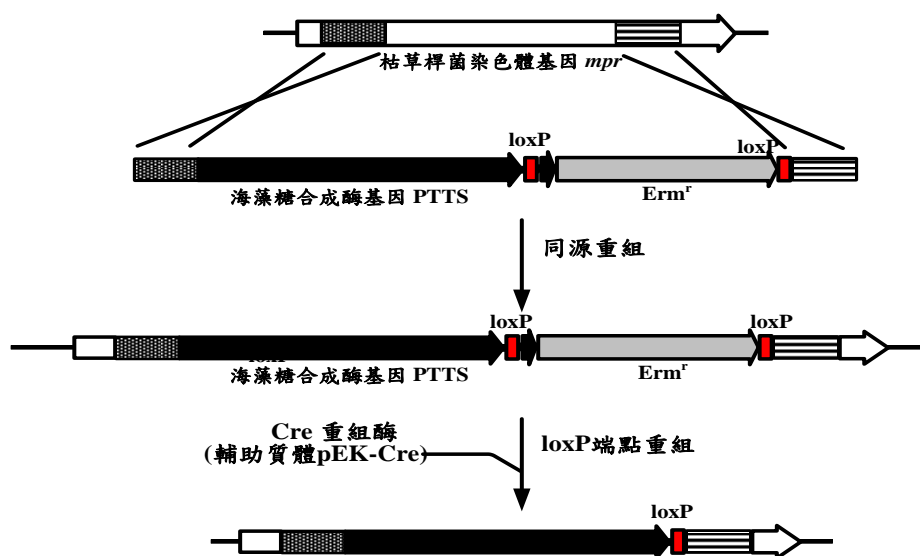 枯草桿菌染色體基因 mpr
loxP
loxP
海藻糖合成酶基因 PTTS
Ermʳ
同源重組
loxP
loxP
海藻糖合成酶基因 PTTS
Ermʳ
Cre 重組酶
(輔助質體pEK-Cre)
loxP端點重組
loxP